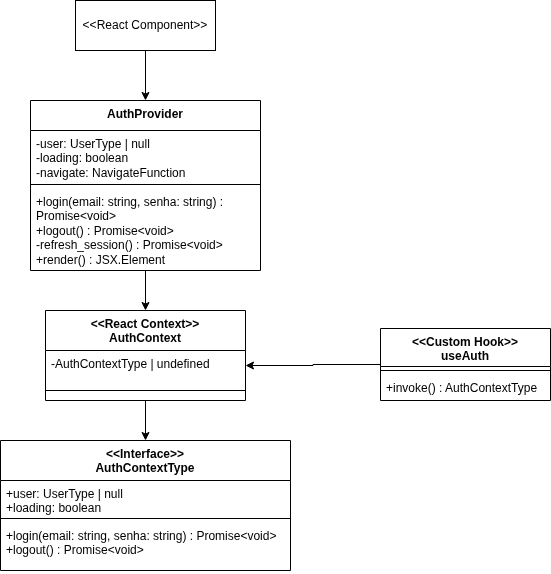 <<React Component>>
AuthProvider
-user: UserType | null
-loading: boolean
-navigate: NavigateFunction
+login(email: string, senha: string) :
Promise<void>
+logout() : Promise<void>
-refresh_session() : Promise<void>
+render() : JSX.Element
<<React Context>>
AuthContext
-AuthContextType | undefined
<<Custom Hook>>
useAuth
+invoke() : AuthContextType
<<Interface>>
AuthContextType
+user: UserType | null
+loading: boolean
+login(email: string, senha: string) : Promise<void>
+logout() : Promise<void>